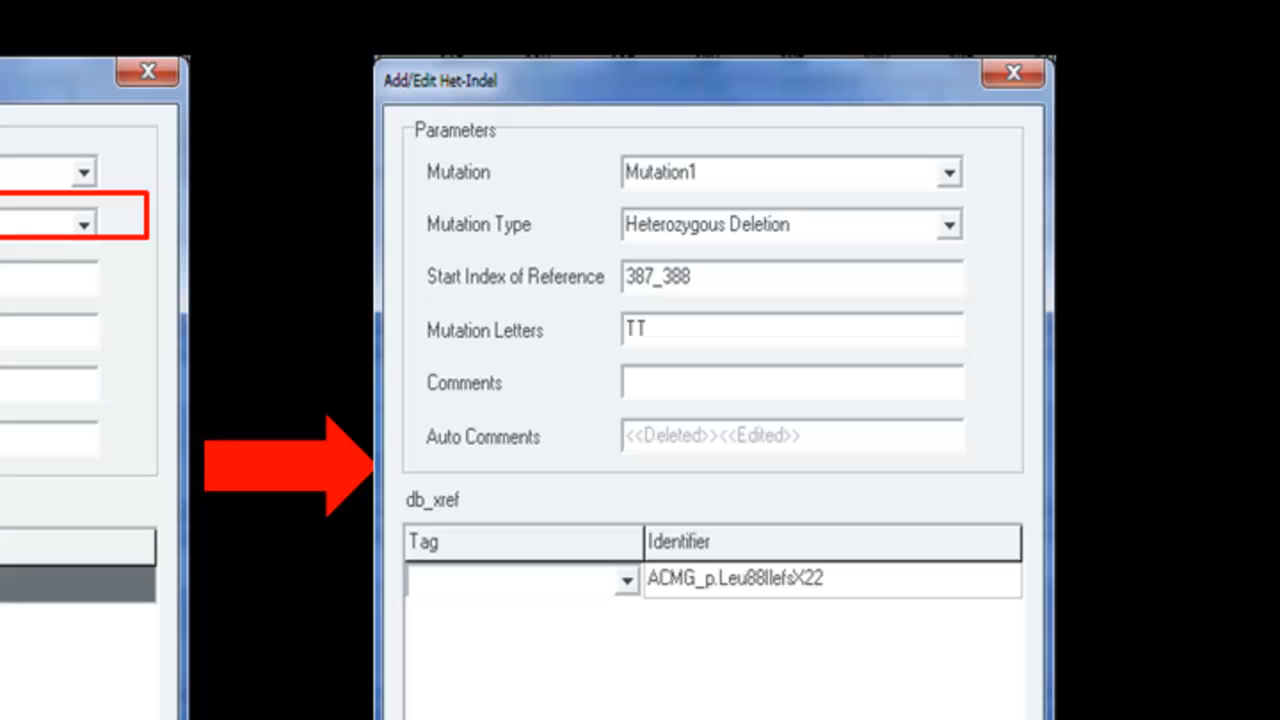 Add/Edit Het-Indel
Parameters
Mutation Mutation1
Mutation Type Heterozygous Deletion
Start Index of Reference 387_388
Mutation Letters TT
Comments
Auto Comments <<Deleted>><<Edited>>
db_xref
Tag Identifier
ACMG_p.Leu88IlefsX22